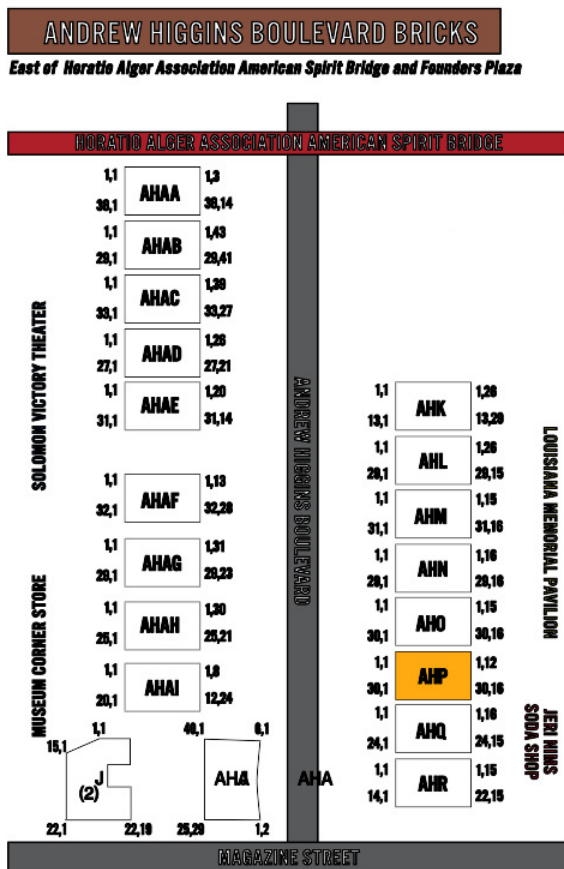 ANDREW HIGGINS BOULEVARD BRICKS
East of Horatio Alger Association American Spirit Bridge and Founders Plaza
HORATIO ALGER ASSOCIATION AMERICAN SPIRIT BRIDGE
SOLOMON VICTORY THEATER
MUSEUM CORNER STORE
1,1 AHAA 1,3
38,1 38,14
1,1 AHAB 1,43
29,1 29,41
1,1 AHAC 1,39
33,1 33,27
1,1 AHAD 1,26
27,1 27,21
1,1 AHAE 1,20
31,1 31,14
1,1 AHAF 1,13
32,1 32,28
1,1 AHAG 1,31
29,1 29,23
1,1 AHAH 1,30
25,1 25,21
1,1 AHAI 1,8
20,1 12,24
1,1
15,1
J
(2)
22,1 22,19
40,1 6,1
25,29 1,2
ANDREW HIGGINS BOULEVARD
AHA
1,1 AHK 1,26
13,1 13,29
1,1 AHL 1,26
29,1 29,15
1,1 AHM 1,15
31,1 31,16
1,1 AHN 1,16
29,1 29,16
1,1 AHO 1,15
30,1 30,16
1,1 AHP 1,12
30,1 30,16
1,1 AHQ 1,16
24,1 24,15
1,1 AHR 1,15
14,1 22,15
LOUISIANA MEMORIAL PAVILION
JERI NIMS
SODA SHOP
MAGAZINE STREET